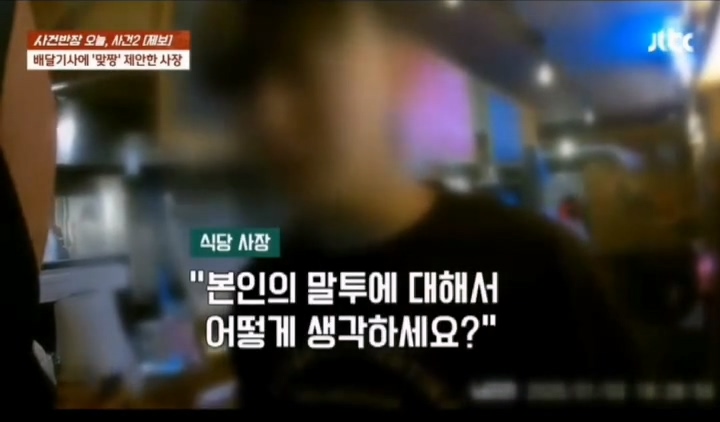 사건반장 오늘, 사건2 [제보]
jtbc
배달기사에 '맞짱' 제안한 사장
식당 사장
"본인의 말투에 대해서
어떻게 생각하세요?"